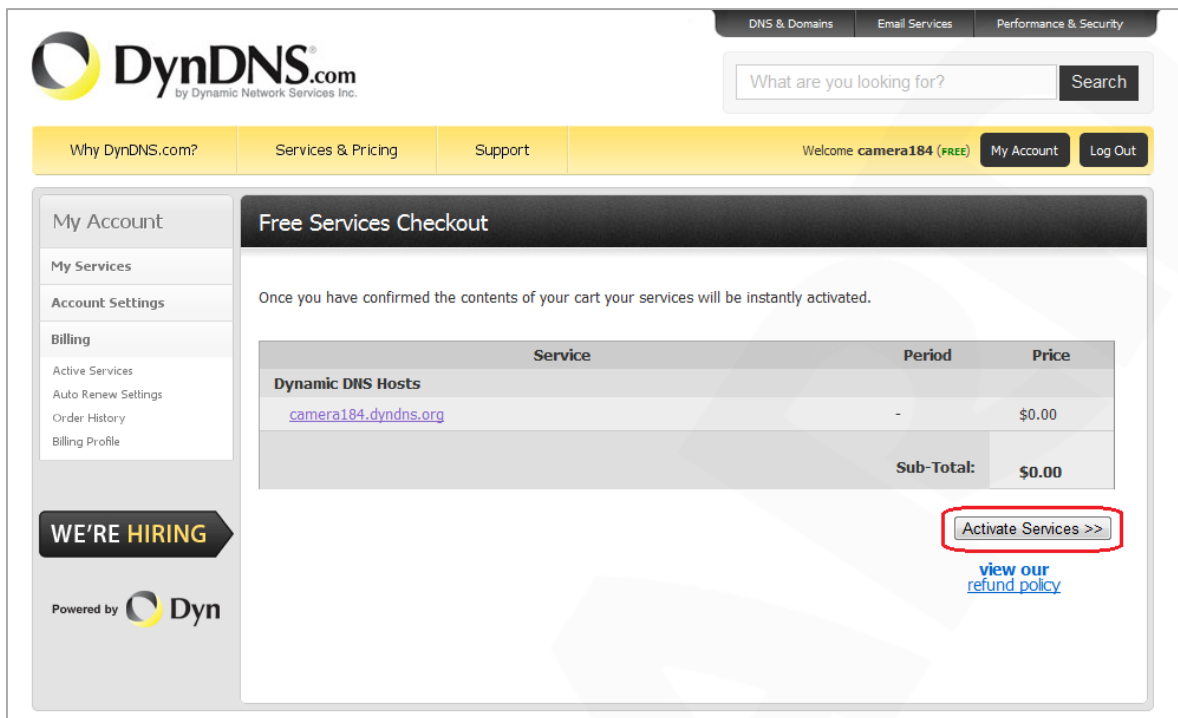 DNS & Domains Email Services Performance & Security
DynDNS.com
by Dynamic Network Services Inc.
What are you looking for? Search
Why DynDNS.com? Services & Pricing Support Welcome camera184 (FREE) My Account Log Out
My Account
My Services
Account Settings
Billing
Active Services
Auto Renew Settings
Order History
Billing Profile
WE'RE HIRING
Powered by Dyn
Free Services Checkout
Once you have confirmed the contents of your cart your services will be instantly activated.
Service Period Price
Dynamic DNS Hosts
camera184.dyndns.org - $0.00
Sub-Total: $0.00
Activate Services >>
view our
refund policy